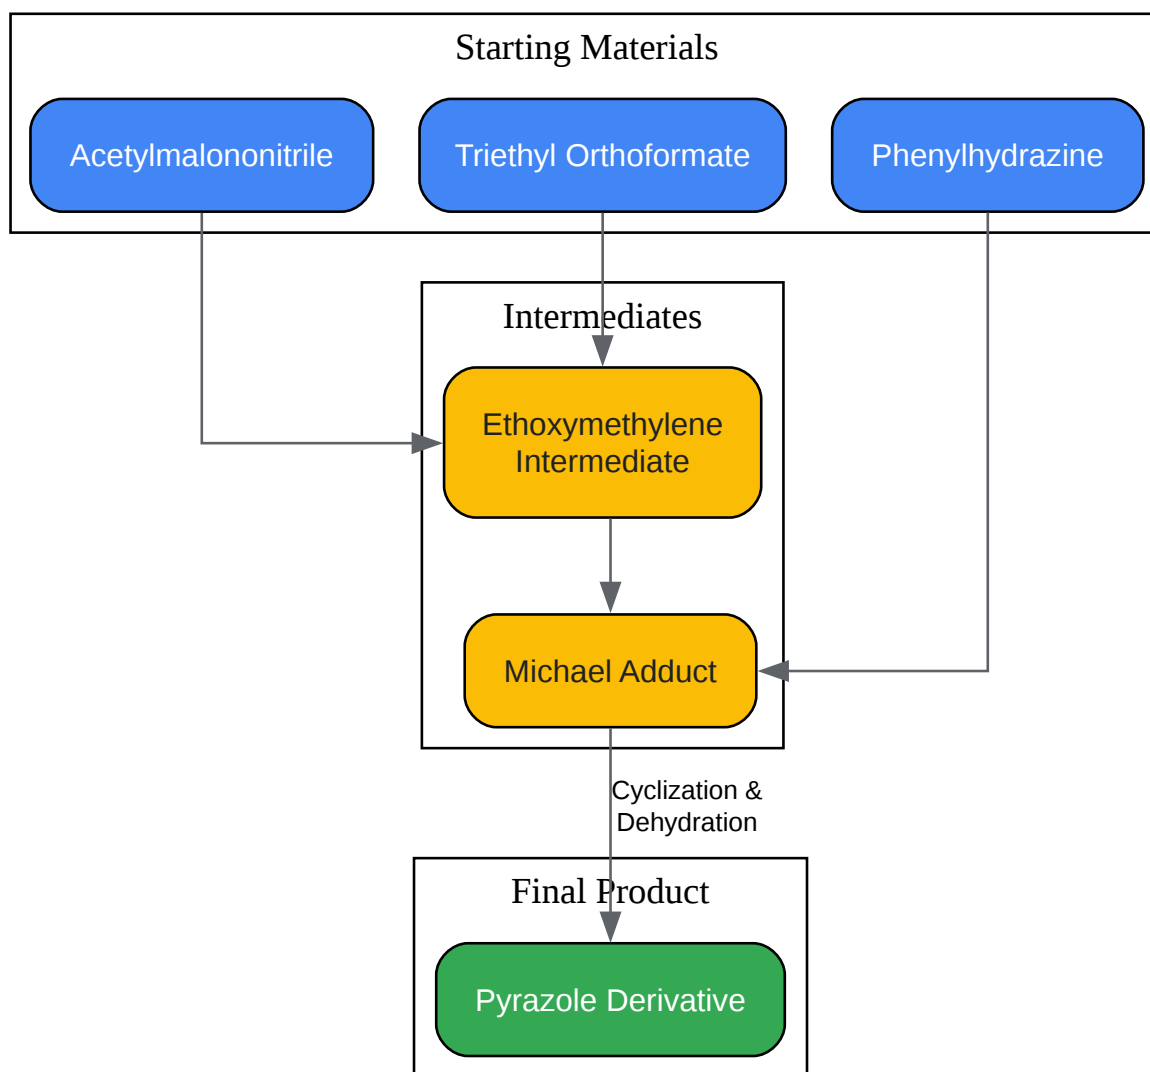 Starting Materials
Acetylmalononitrile
Triethyl Orthoformate
Phenylhydrazine
Intermediates
Ethoxymethylene
Intermediate
Michael Adduct
Cyclization &
Dehydration
Final Product
Pyrazole Derivative